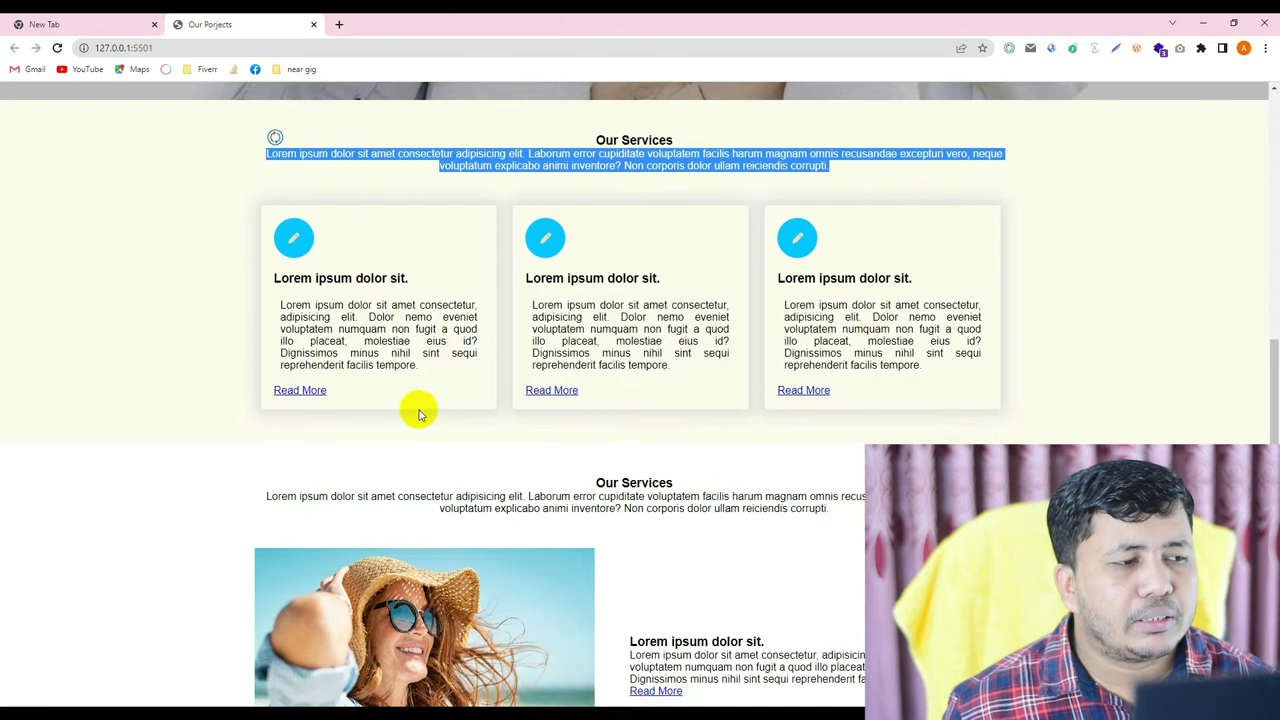 New Tab
Our Porjects
127.0.0.1:5501
3
A
Gmail
YouTube
Maps
Fiverr
near gig
Our Services
Lorem ipsum dolor sit amet consectetur adipisicing elit. Laborum error cupiditate voluptatem facilis harum magnam omnis recusandae excepturi vero, neque
voluptatum explicabo animi inventore? Non corporis dolor ullam reiciendis corrupti.
Lorem ipsum dolor sit.
Lorem ipsum dolor sit amet consectetur,
adipisicing elit. Dolor nemo eveniet
voluptatem numquam non fugit a quod
illo placeat, molestiae eius id?
Dignissimos minus nihil sint sequi
reprehenderit facilis tempore.
Read More
Lorem ipsum dolor sit.
Lorem ipsum dolor sit amet consectetur,
adipisicing elit. Dolor nemo eveniet
voluptatem numquam non fugit a quod
illo placeat, molestiae eius id?
Dignissimos minus nihil sint sequi
reprehenderit facilis tempore.
Read More
Lorem ipsum dolor sit.
Lorem ipsum dolor sit amet consectetur,
adipisicing elit. Dolor nemo eveniet
voluptatem numquam non fugit a quod
illo placeat, molestiae eius id?
Dignissimos minus nihil sint sequi
reprehenderit facilis tempore.
Read More
Our Services
Lorem ipsum dolor sit amet consectetur adipisicing elit. Laborum error cupiditate voluptatem facilis harum magnam omnis recus
voluptatum explicabo animi inventore? Non corporis dolor ullam reiciendis corrupti.
Lorem ipsum dolor sit.
Lorem ipsum dolor sit amet consectetur, adipisicin
voluptatem numquam non fugit a quod illo placeat
Dignissimos minus nihil sint sequi reprehenderit fa
Read More